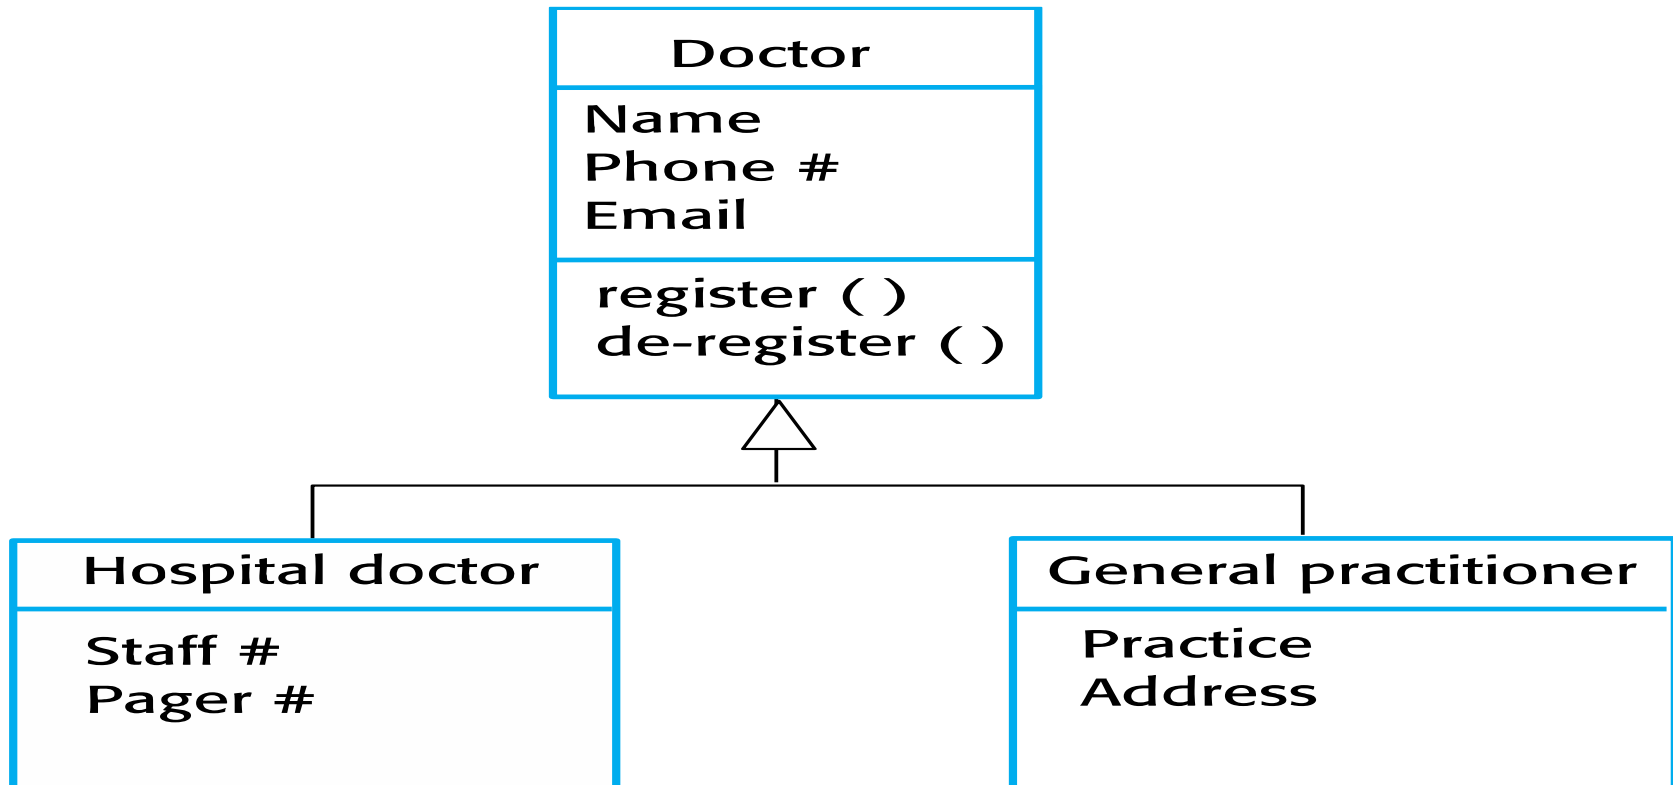 Doctor
Name
Phone #
Email
register ( )
de-register ( )
Hospital doctor
Staff #
Pager #
General practitioner
Practice
Address